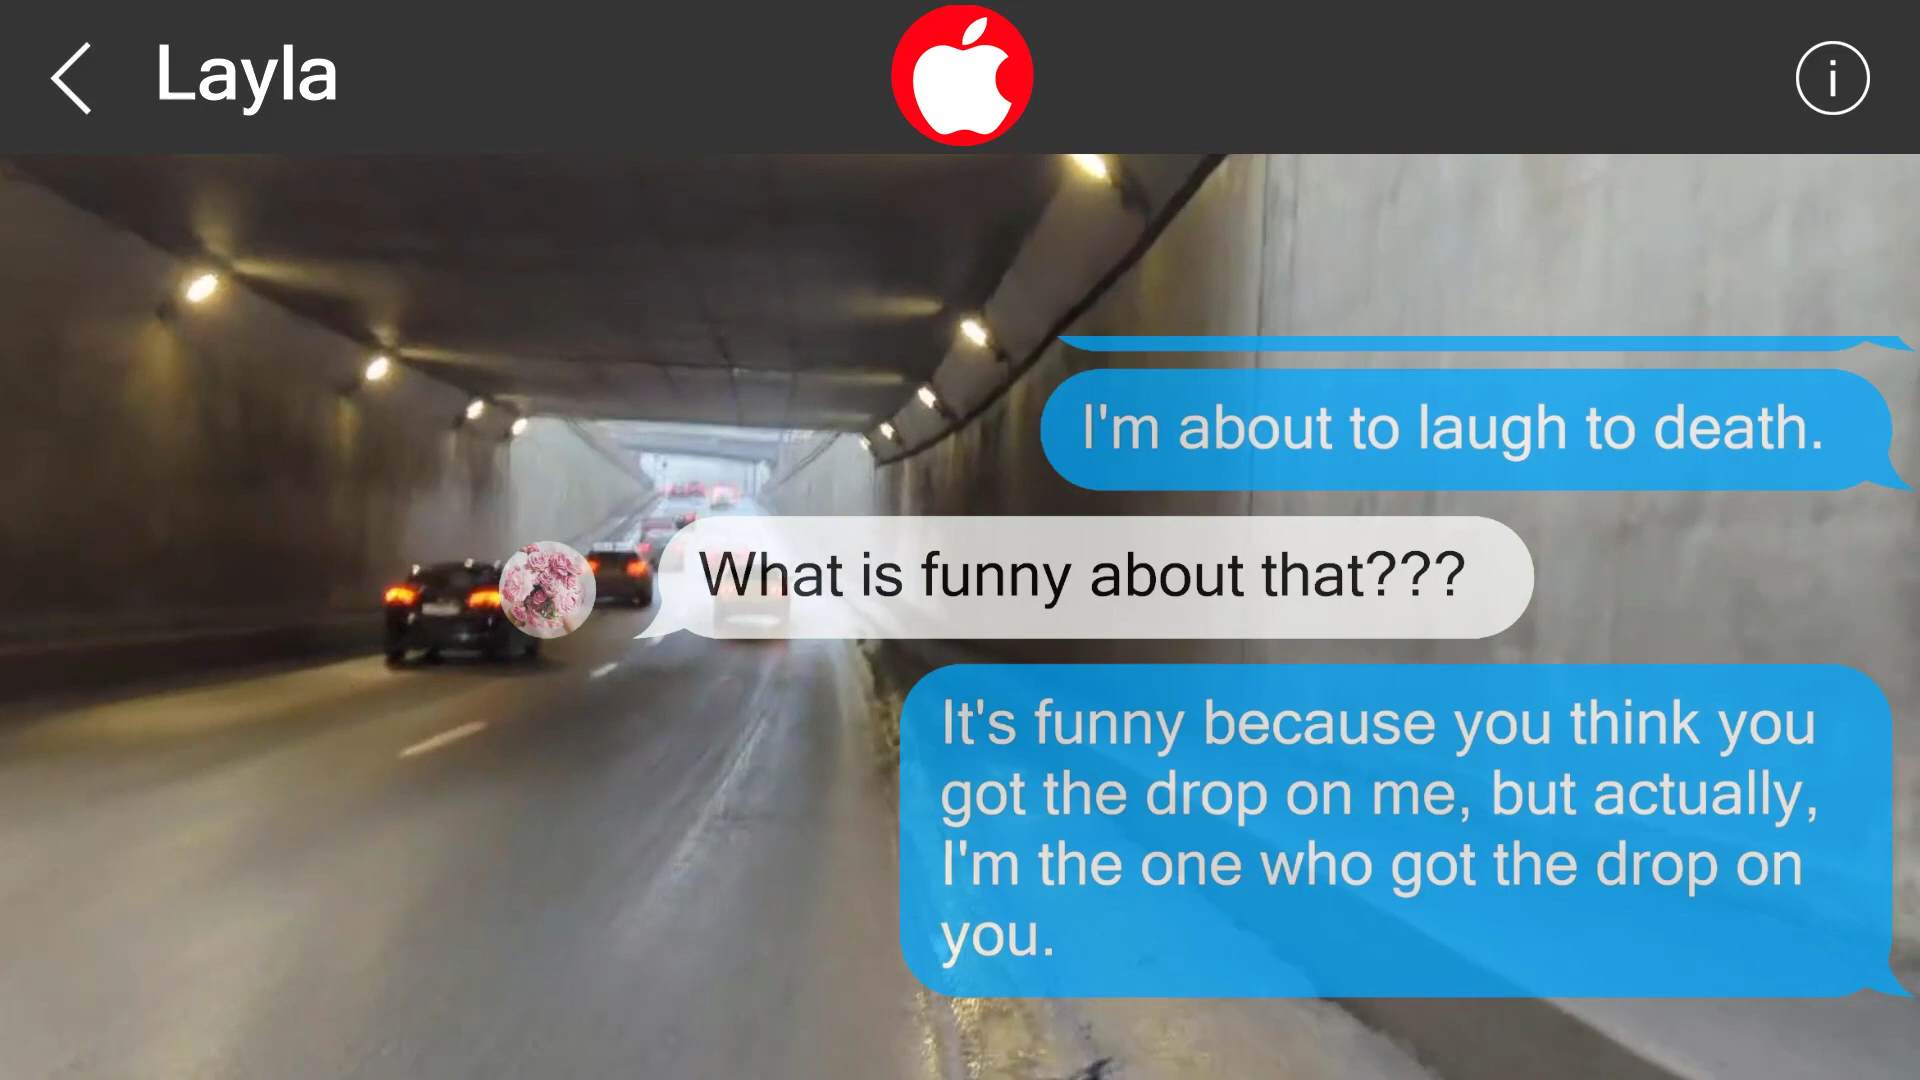 Layla
I'm about to laugh to death.
What is funny about that???
It's funny because you think you
got the drop on me, but actually,
I'm the one who got the drop on
you.